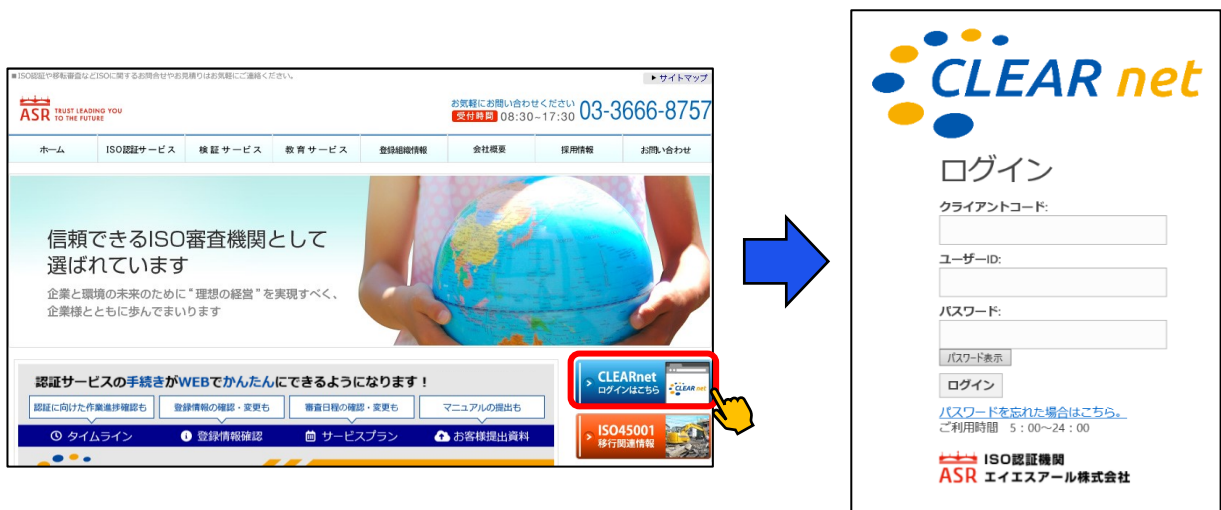 ■ISO認証や移転審査などISOに関するお問合せやお見積りはお気軽にご連絡ください。
▶サイトマップ
ASR TRUST LEADING YOU
TO THE FUTURE
お気軽にお問い合わせください 03-3666-8757
受付時間 08:30~17:30
ホーム ISO認証サービス 検証サービス 教育サービス 登録組織情報 会社概要 採用情報 お問い合わせ
信頼できるISO審査機関として
選ばれています
企業と環境の未来のために“理想の経営”を実現すべく、
企業様とともに歩んでまいります
認証サービスの手続きがWEBでかんたんにできるようになります！
認証に向けた作業進捗確認も 登録情報の確認・変更も 審査日程の確認・変更も マニュアルの提出も
タイムライン 登録情報確認 サービスプラン お客様提出資料
> CLEARnet
ログインはこちら
CLEAR net
> ISO45001
移行関連情報
CLEAR net
ログイン
クライアントコード:
ユーザーID:
パスワード:
パスワード表示
ログイン
パスワードを忘れた場合はこちら。
ご利用時間 5：00～24：00
ASR ISO認証機関
エイエスアール株式会社